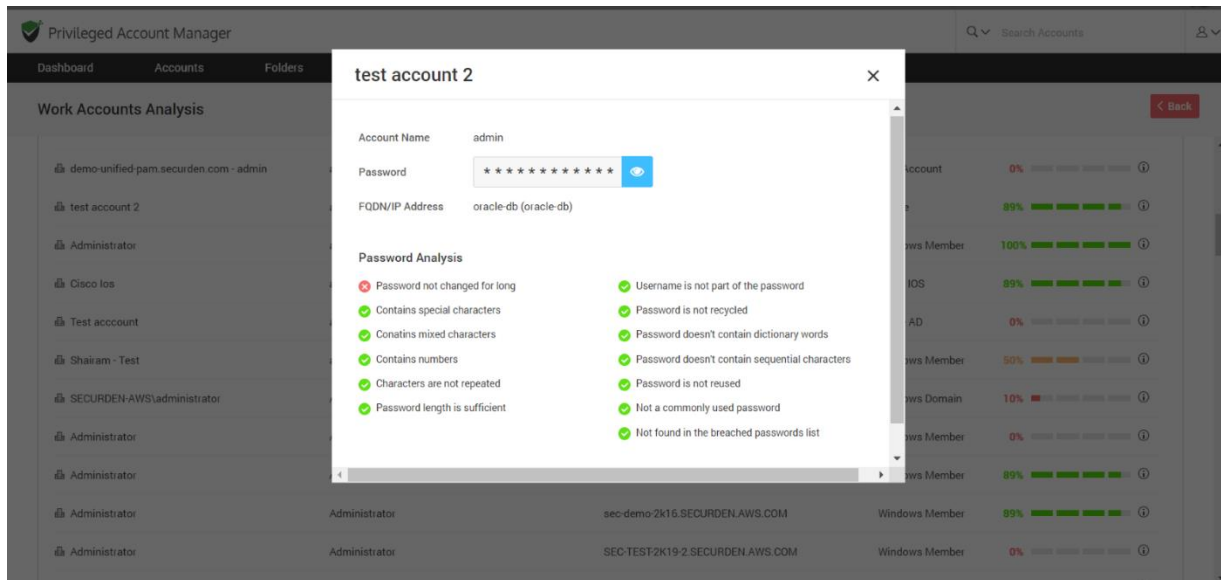 Privileged Account Manager
Search Accounts
Dashboard Accounts Folders
Work Accounts Analysis
Back
test account 2
Account Name admin
Password * * * * * * * * * * * *
FQDN/IP Address oracle-db (oracle-db)
Password Analysis
Password not changed for long
Contains special characters
Conatins mixed characters
Contains numbers
Characters are not repeated
Password length is sufficient
Username is not part of the password
Password is not recycled
Password doesn't contain dictionary words
Password doesn't contain sequential characters
Password is not reused
Not a commonly used password
Not found in the breached passwords list
demo-unified-pam.securden.com - admin Account 0%
test account 2 89%
Administrator Member 100%
Cisco Ios IOS 89%
Test acccount AD 0%
Shairam - Test Member 50%
SECURDEN-AWS\administrator Domain 10%
Administrator Member 0%
Administrator Member 89%
Administrator Administrator sec-demo-2k16.SECURDEN.AWS.COM Windows Member 89%
Administrator Administrator SEC-TEST-2K19-2.SECURDEN.AWS.COM Windows Member 0%